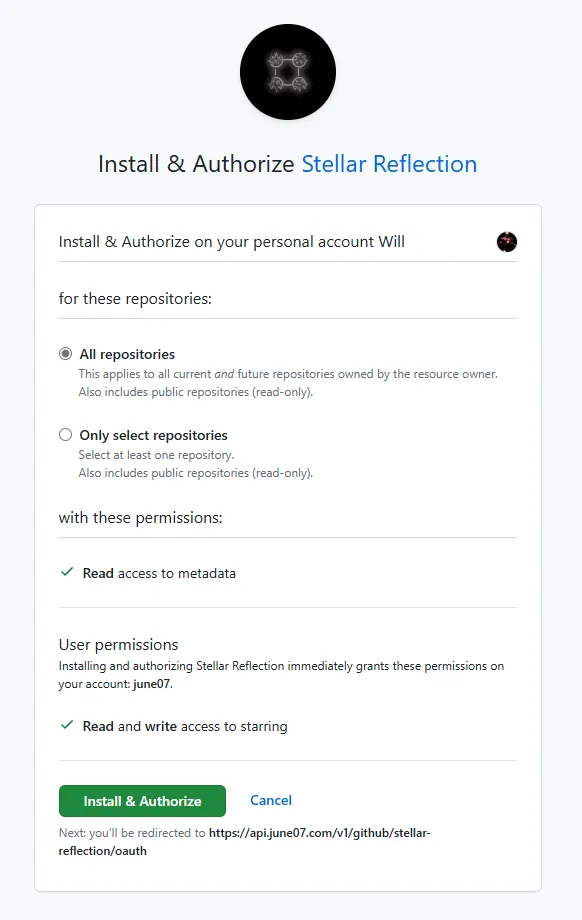 Install & Authorize Stellar Reflection
Install & Authorize on your personal account Will
for these repositories:
All repositories
This applies to all current and future repositories owned by the resource owner.
Also includes public repositories (read-only).
Only select repositories
Select at least one repository.
Also includes public repositories (read-only).
with these permissions:
Read access to metadata
User permissions
Installing and authorizing Stellar Reflection immediately grants these permissions on
your account: june07.
Read and write access to starring
Install & Authorize Cancel
Next: you'll be redirected to https://api.june07.com/v1/github/stellar-
reflection/oauth